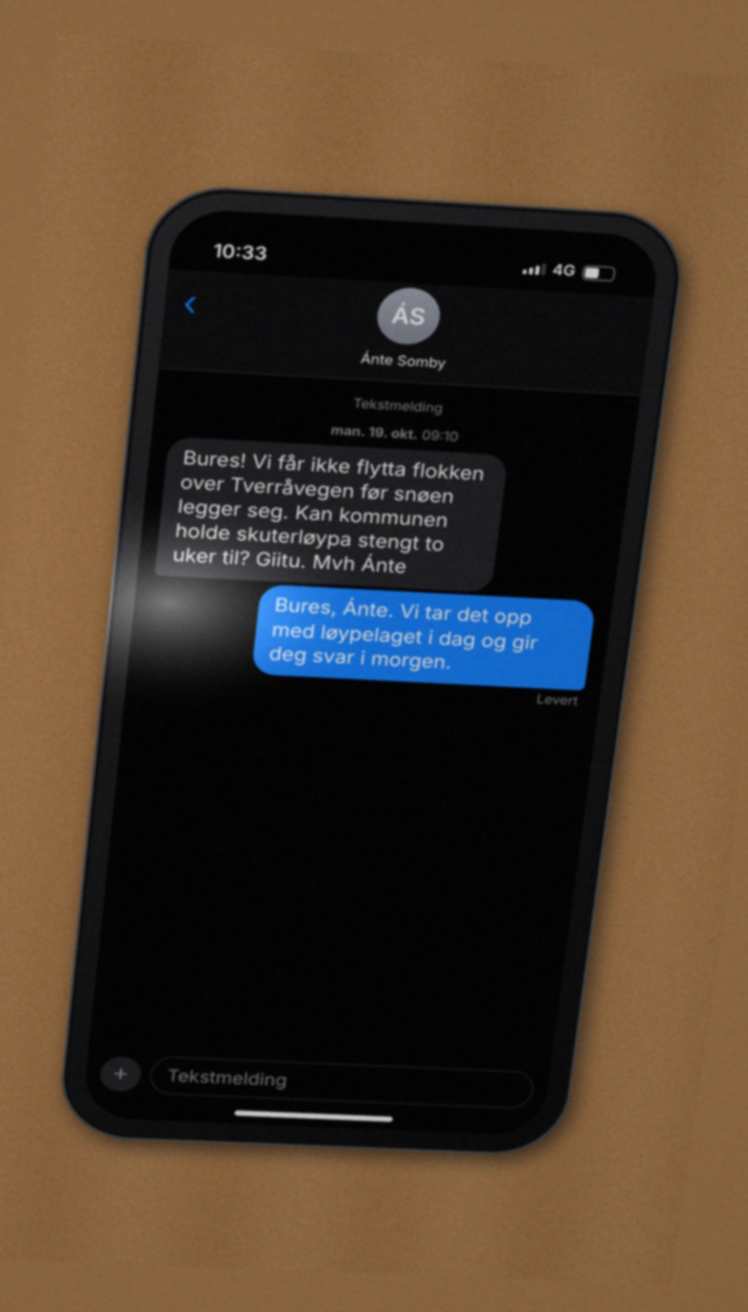 10:33
4G
ÁS
Ánte Somby
Tekstmelding
man. 19. okt. 09:10
Bures! Vi får ikke flytta flokken
over Tverråvegen før snøen
legger seg. Kan kommunen
holde skuterløypa stengt to
uker til? Giitu. Mvh Ánte
Bures, Ánte. Vi tar det opp
med løypelaget i dag og gir
deg svar i morgen.
Levert
+
Tekstmelding